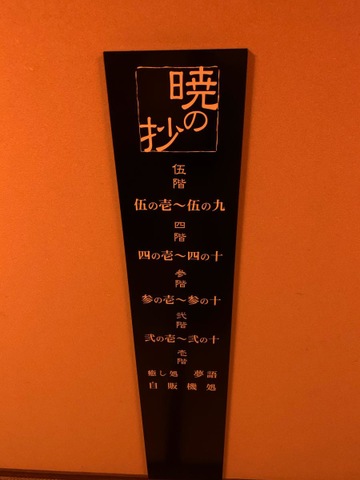 暁の抄
伍階
伍の壱〜伍の九
四階
四の壱〜四の十
参階
参の壱〜参の十
弐階
弐の壱〜弐の十
壱階
癒し処 夢語
自販機処